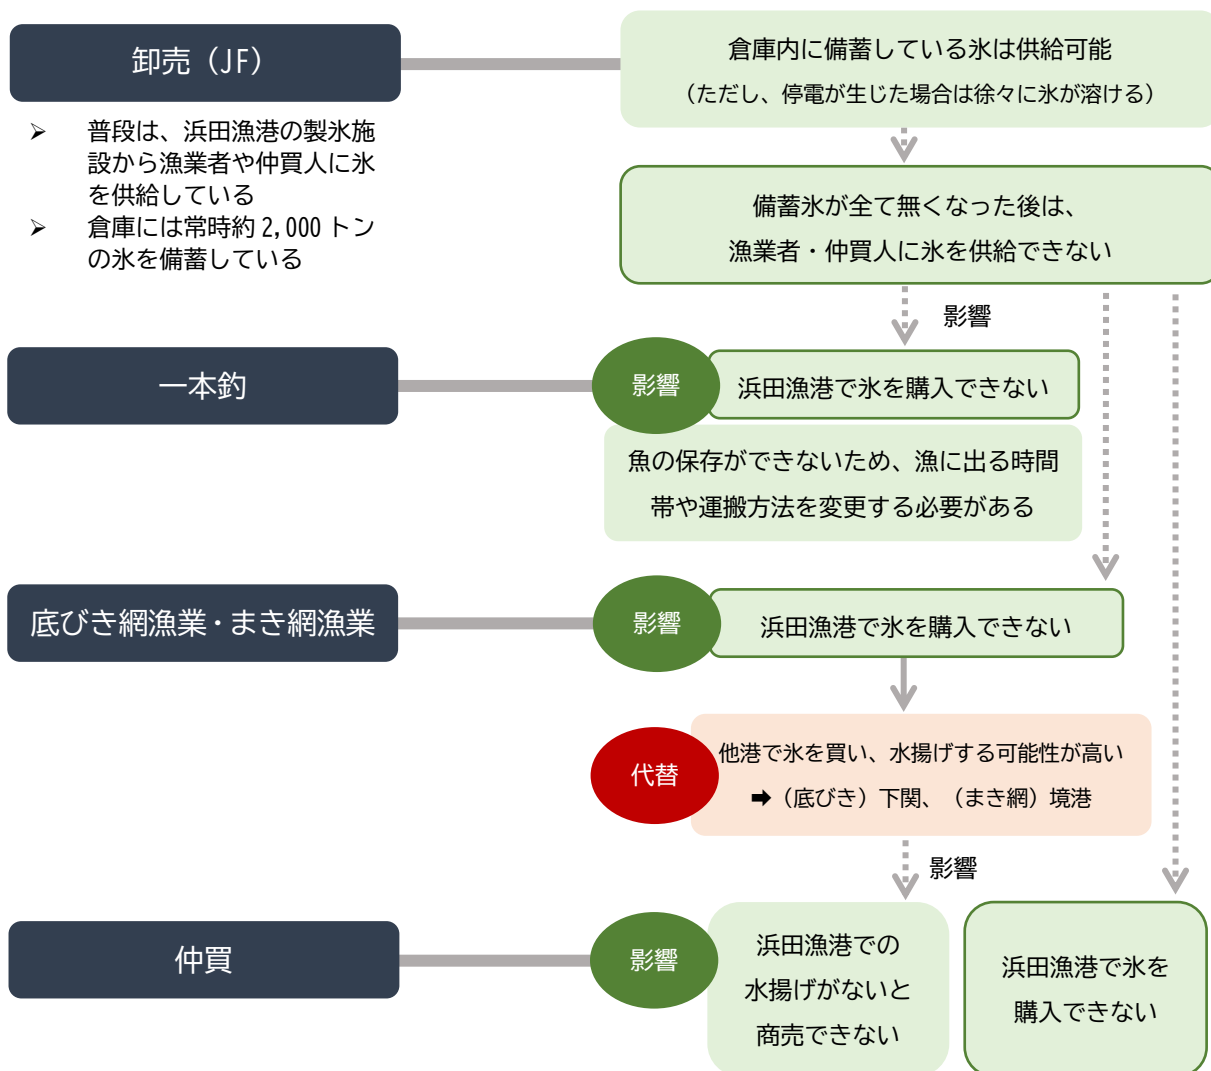 卸売（JF）
倉庫内に備蓄している氷は供給可能
（ただし、停電が生じた場合は徐々に氷が溶ける）
➢ 普段は、浜田漁港の製氷施
設から漁業者や仲買人に氷
を供給している
➢ 倉庫には常時約 2,000 トン
の氷を備蓄している
備蓄氷が全て無くなった後は、
漁業者・仲買人に氷を供給できない
影響
一本釣
影響
浜田漁港で氷を購入できない
魚の保存ができないため、漁に出る時間
帯や運搬方法を変更する必要がある
底びき網漁業・まき網漁業
影響
浜田漁港で氷を購入できない
代替
他港で氷を買い、水揚げする可能性が高い
➡（底びき）下関、（まき網）境港
影響
仲買
影響
浜田漁港での
水揚げがないと
商売できない
浜田漁港で氷を
購入できない